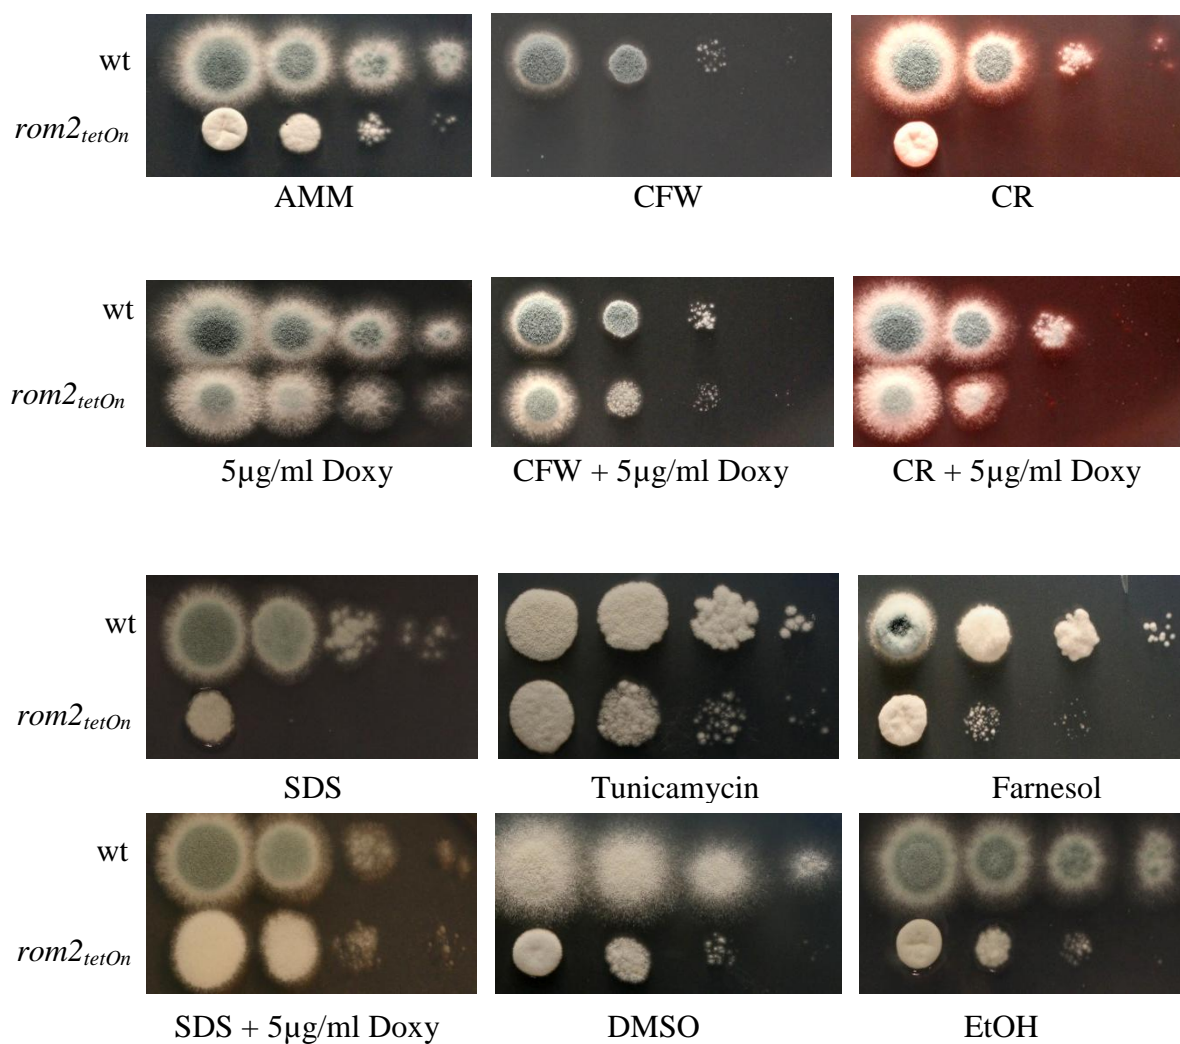 wt
rom2tetOn
AMM CFW CR
wt
rom2tetOn
5µg/ml Doxy CFW + 5µg/ml Doxy CR + 5µg/ml Doxy
wt
rom2tetOn
SDS Tunicamycin Farnesol
wt
rom2tetOn
SDS + 5µg/ml Doxy DMSO EtOH